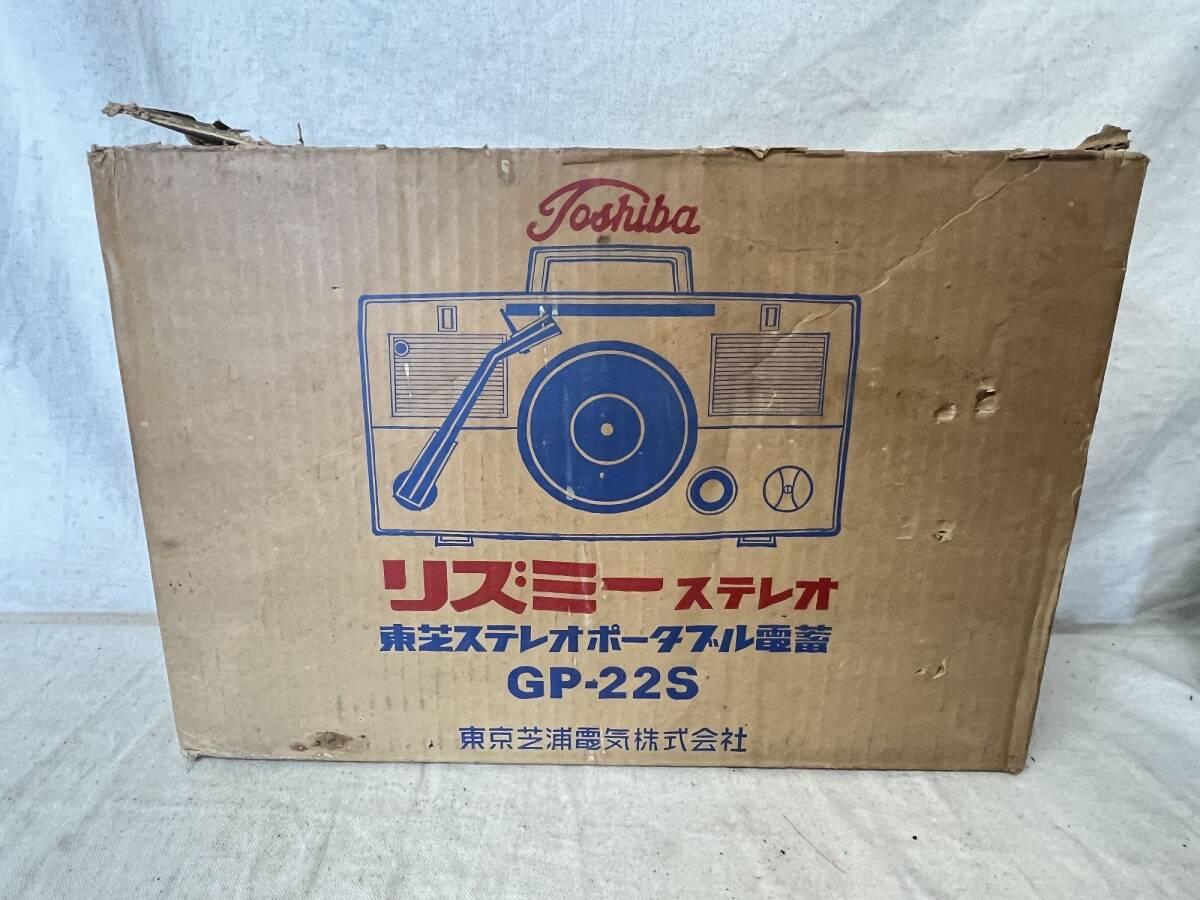 Toshiba
リズミーステレオ
東芝ステレオポータブル電蓄
GP-22S
東京芝浦電気株式会社